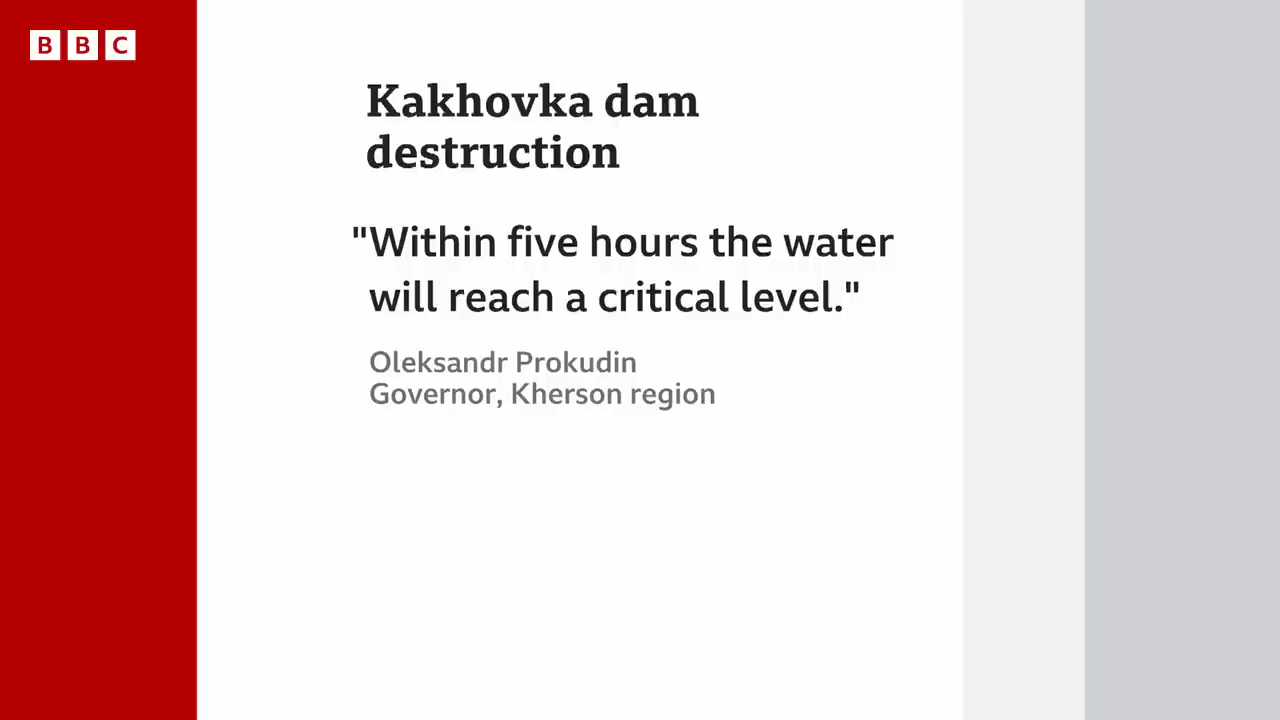 BBC
Kakhovka dam
destruction
"Within five hours the water
will reach a critical level."
Oleksandr Prokudin
Governor, Kherson region